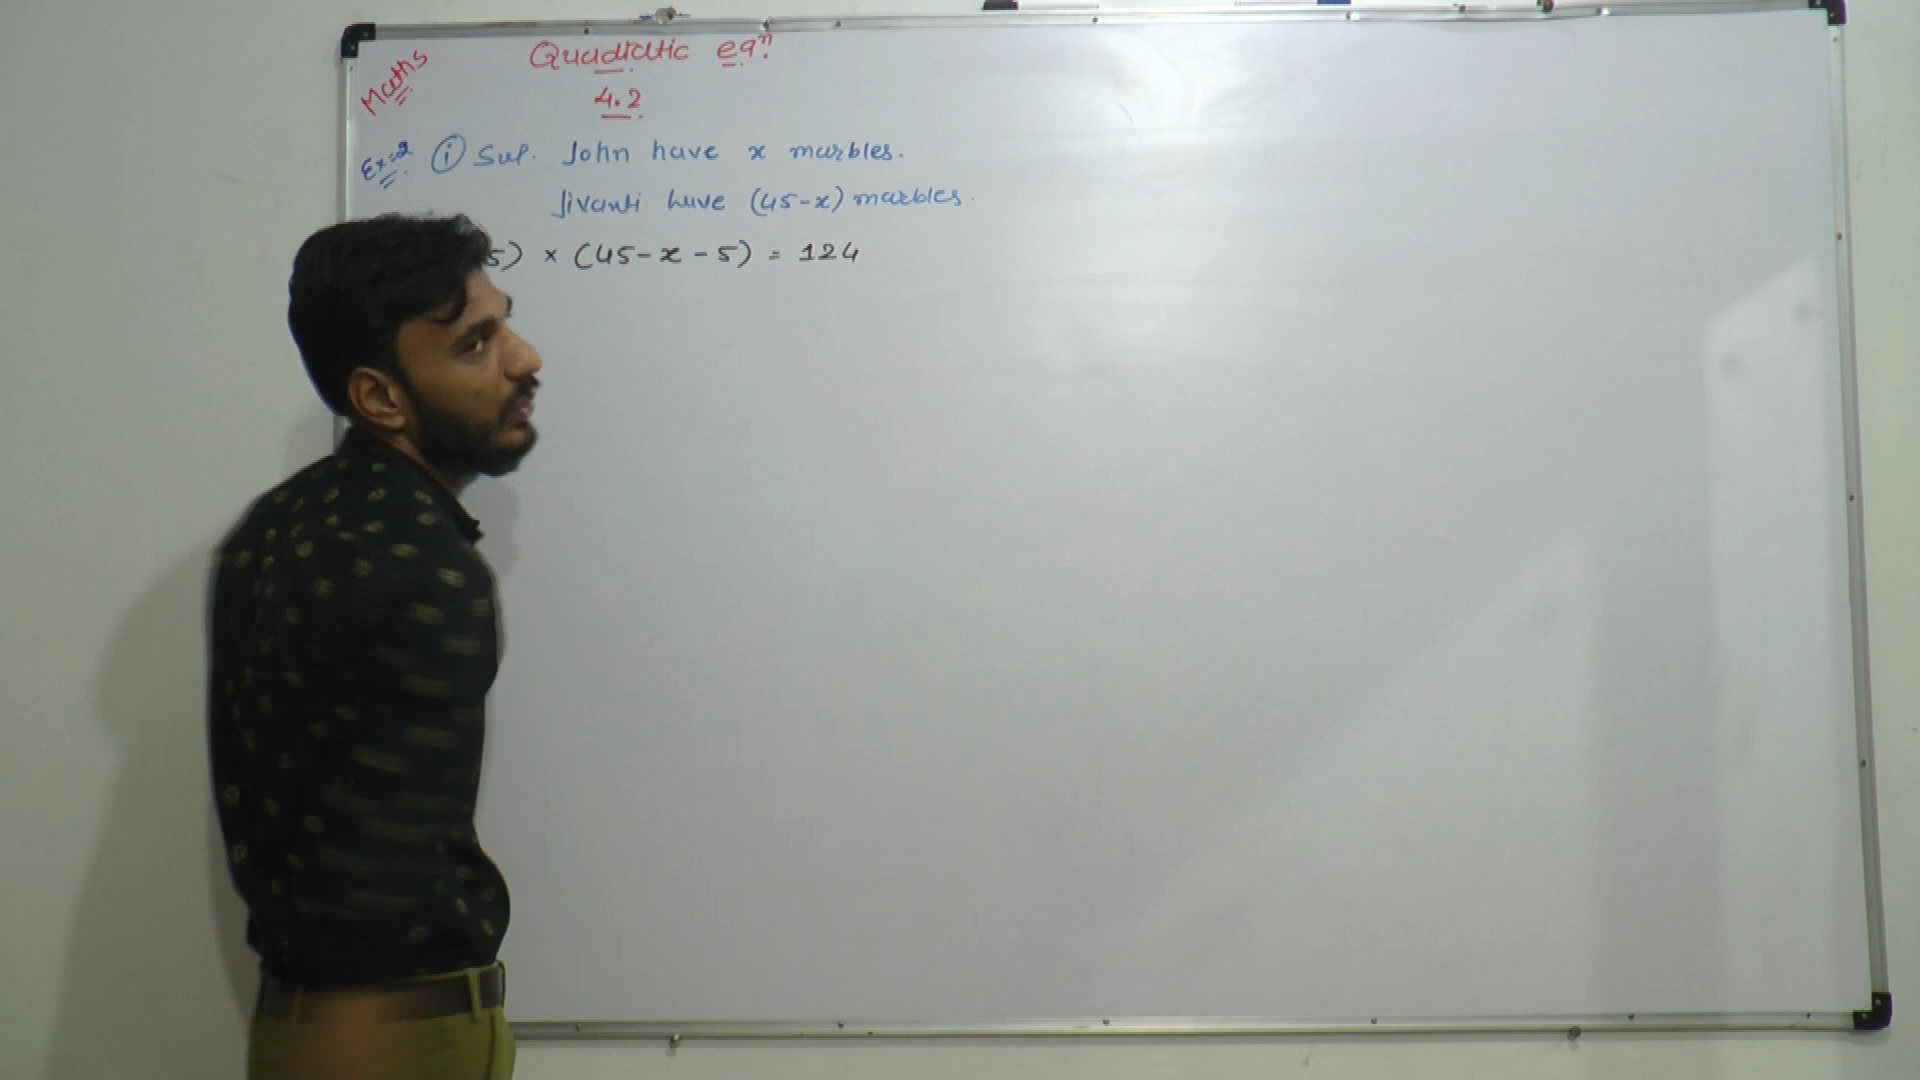 Maths
Quadratic eqⁿ.
4.2
Ex=2 (i) Sup. John have x marbles.
Jivanti have (45-x) marbles.
5) × (45-x-5) = 124